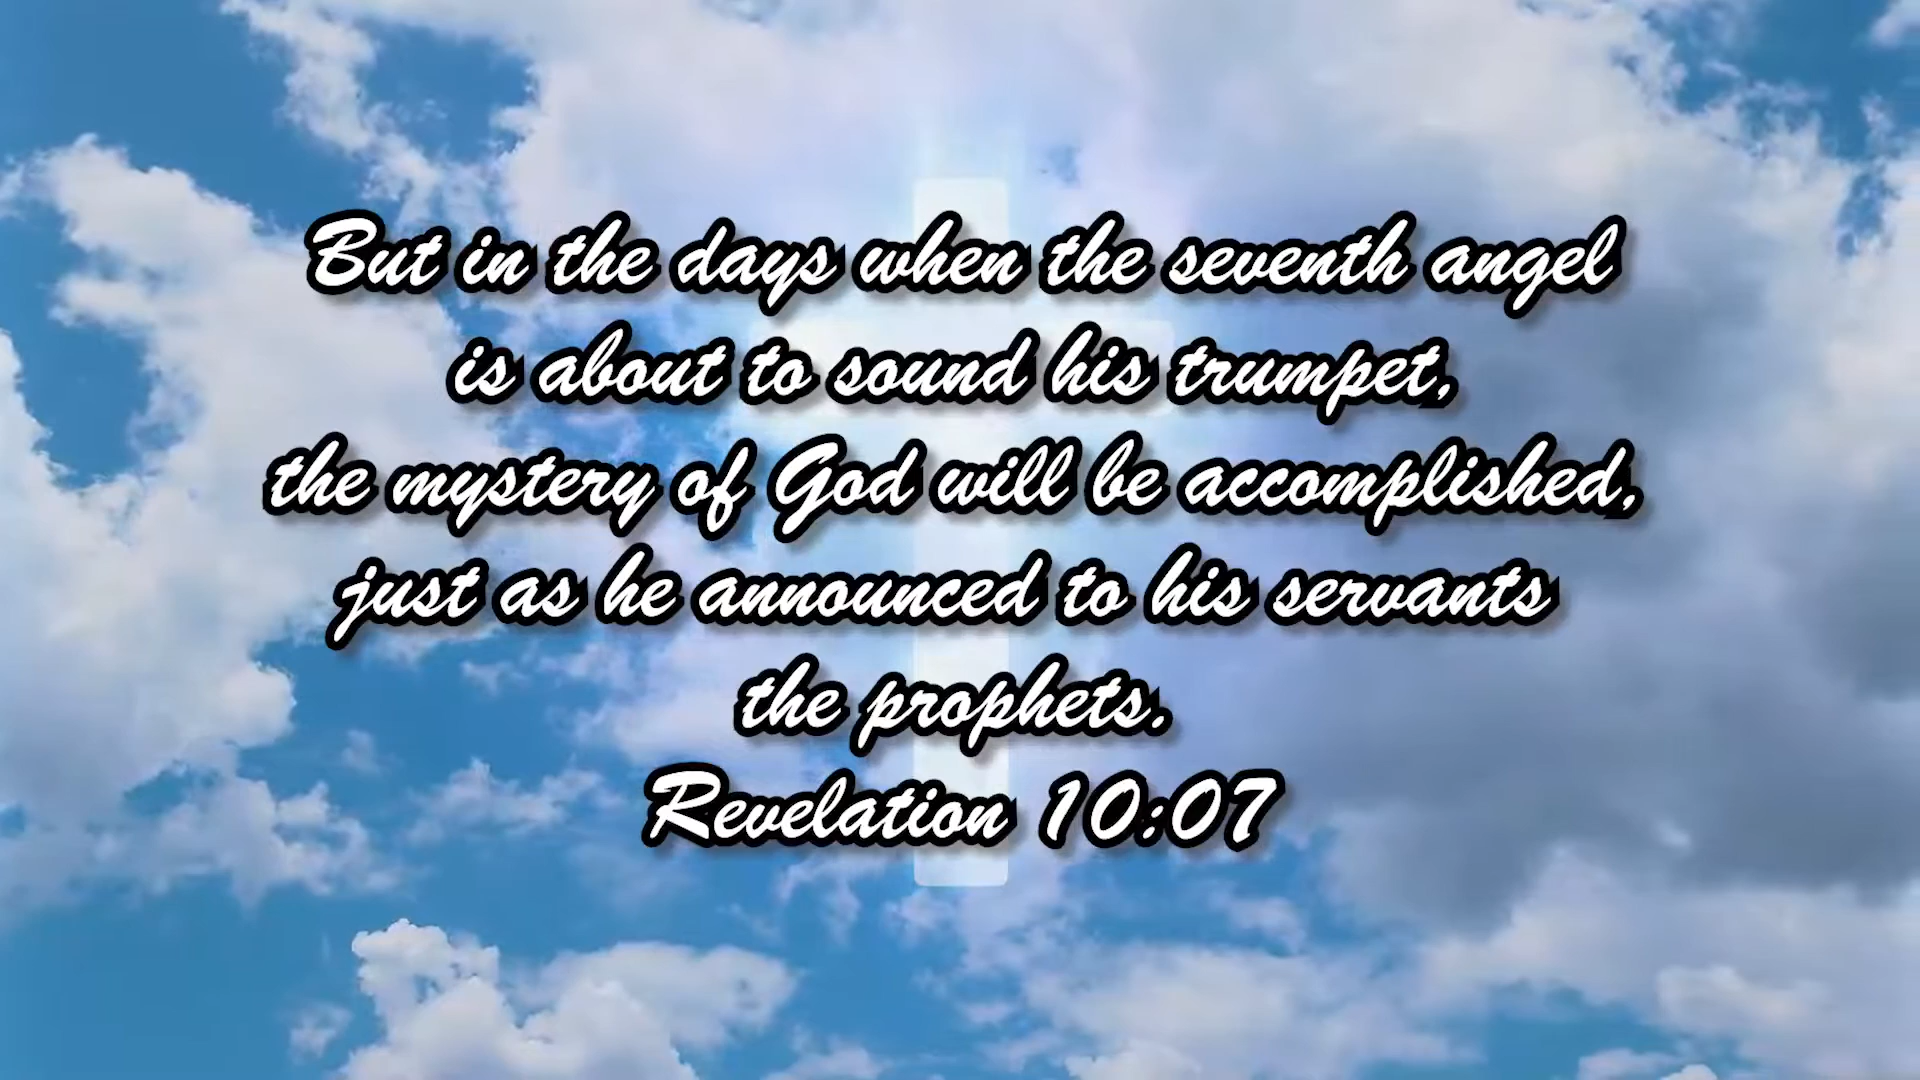 But in the days when the seventh angel
is about to sound his trumpet,
the mystery of God will be accomplished,
just as he announced to his servants
the prophets.
Revelation 10:07